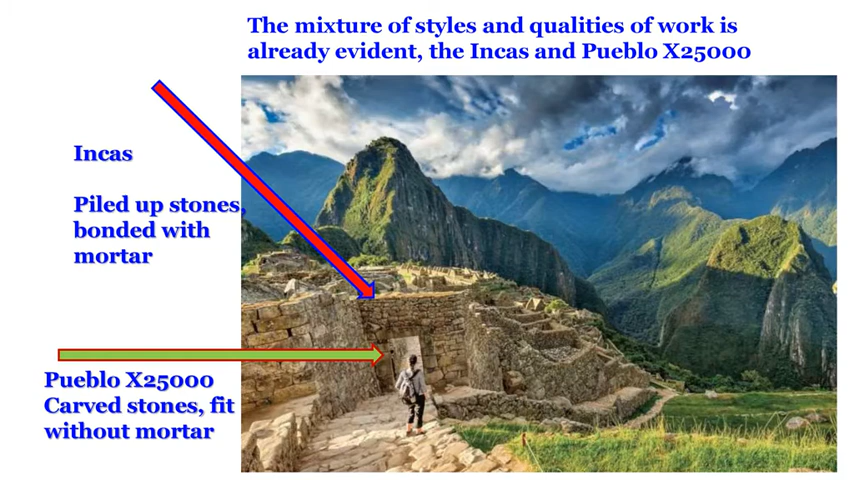 The mixture of styles and qualities of work is
already evident, the Incas and Pueblo X25000
Incas
Piled up stones,
bonded with
mortar
Pueblo X25000
Carved stones, fit
without mortar